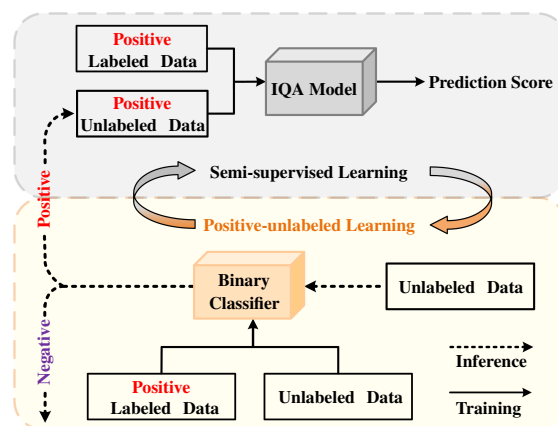 Positive
Labeled Data
Positive
Unlabeled Data
IQA Model
Prediction Score
Semi-supervised Learning
Positive-unlabeled Learning
Positive
Negative
Binary
Classifier
Unlabeled Data
Positive
Labeled Data
Unlabeled Data
Inference
Training